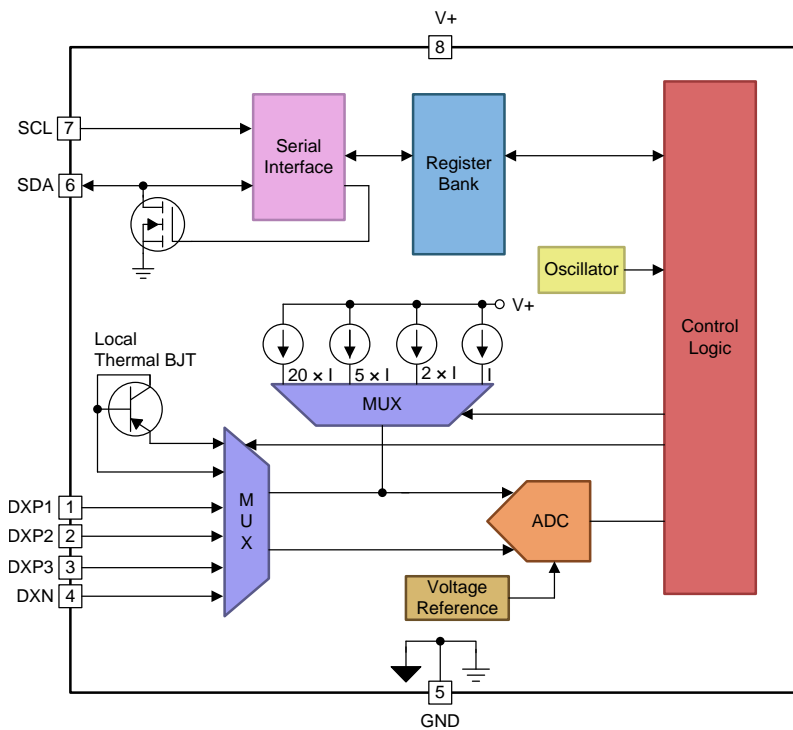 V+
8
SCL
7
Serial
Interface
Register
Bank
SDA
6
Oscillator
Control
Logic
V+
20 × I
5 × I
2 × I
I
Local
Thermal BJT
MUX
M
U
X
DXP1
1
DXP2
2
DXP3
3
DXN
4
ADC
Voltage
Reference
5
GND